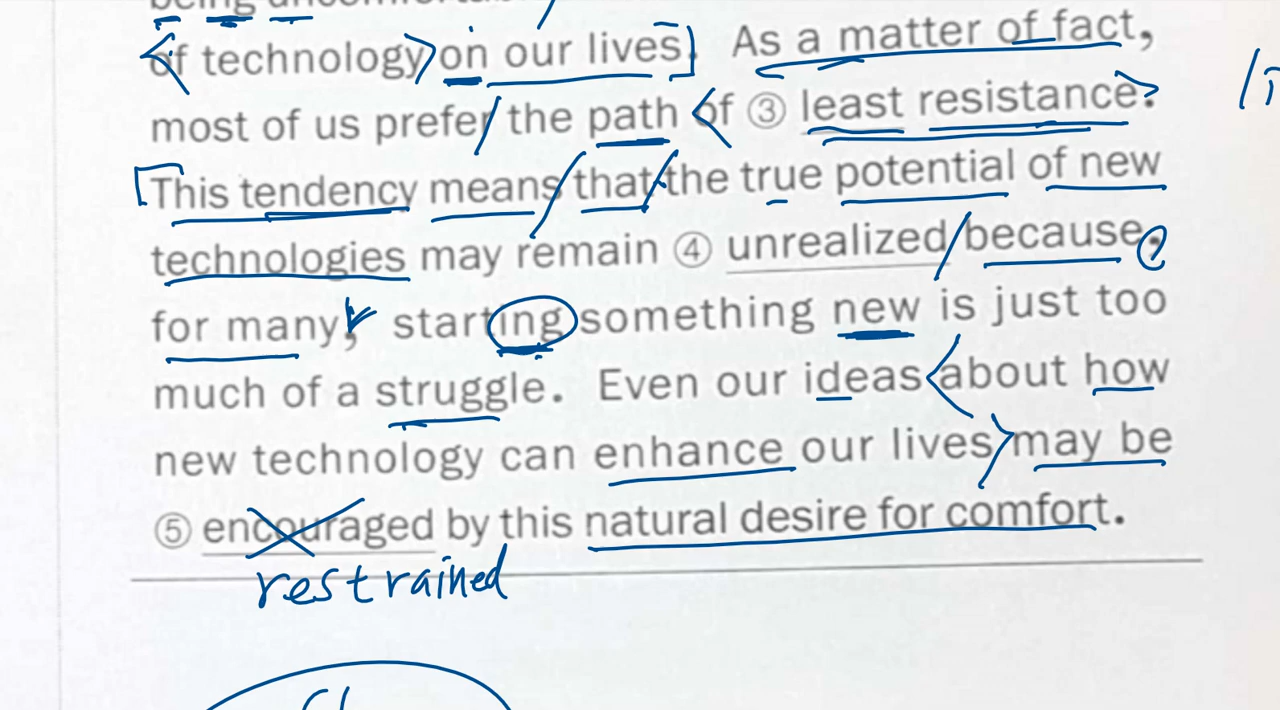 being
of technology on our lives. As a matter of fact,
most of us prefer the path of ③ least resistance.
This tendency means that the true potential of new
technologies may remain ④ unrealized because,
for many, starting something new is just too
much of a struggle. Even our ideas about how
new technology can enhance our lives may be
⑤ encouraged by this natural desire for comfort.
restrained